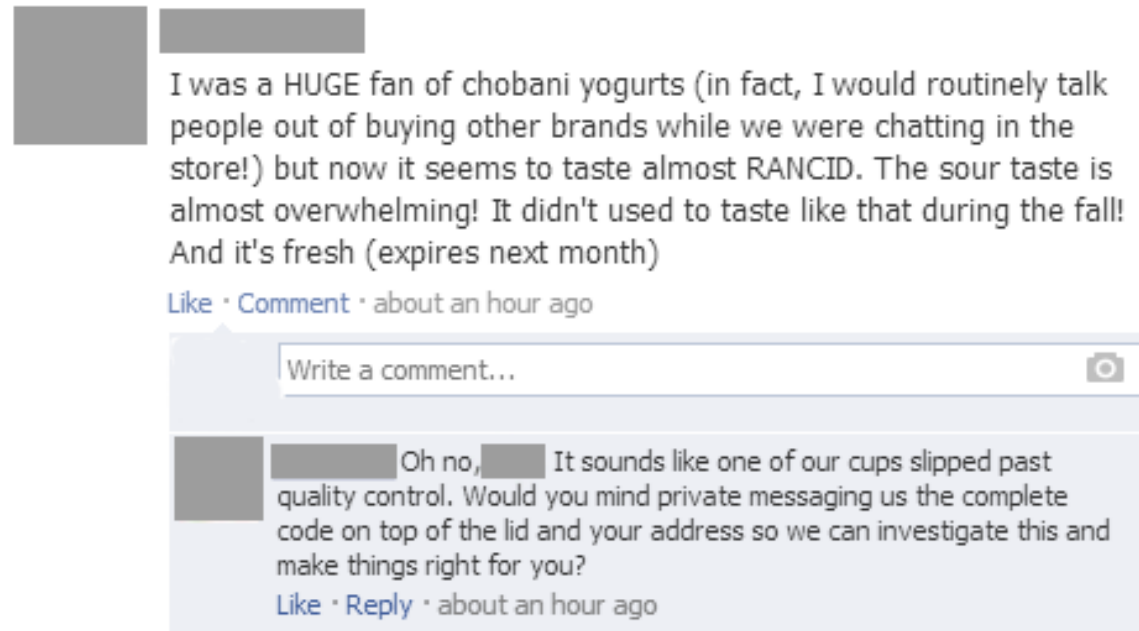 I was a HUGE fan of chobani yogurts (in fact, I would routinely talk
people out of buying other brands while we were chatting in the
store!) but now it seems to taste almost RANCID. The sour taste is
almost overwhelming! It didn't used to taste like that during the fall!
And it's fresh (expires next month)
Like · Comment · about an hour ago
Write a comment...
Oh no, It sounds like one of our cups slipped past
quality control. Would you mind private messaging us the complete
code on top of the lid and your address so we can investigate this and
make things right for you?
Like · Reply · about an hour ago